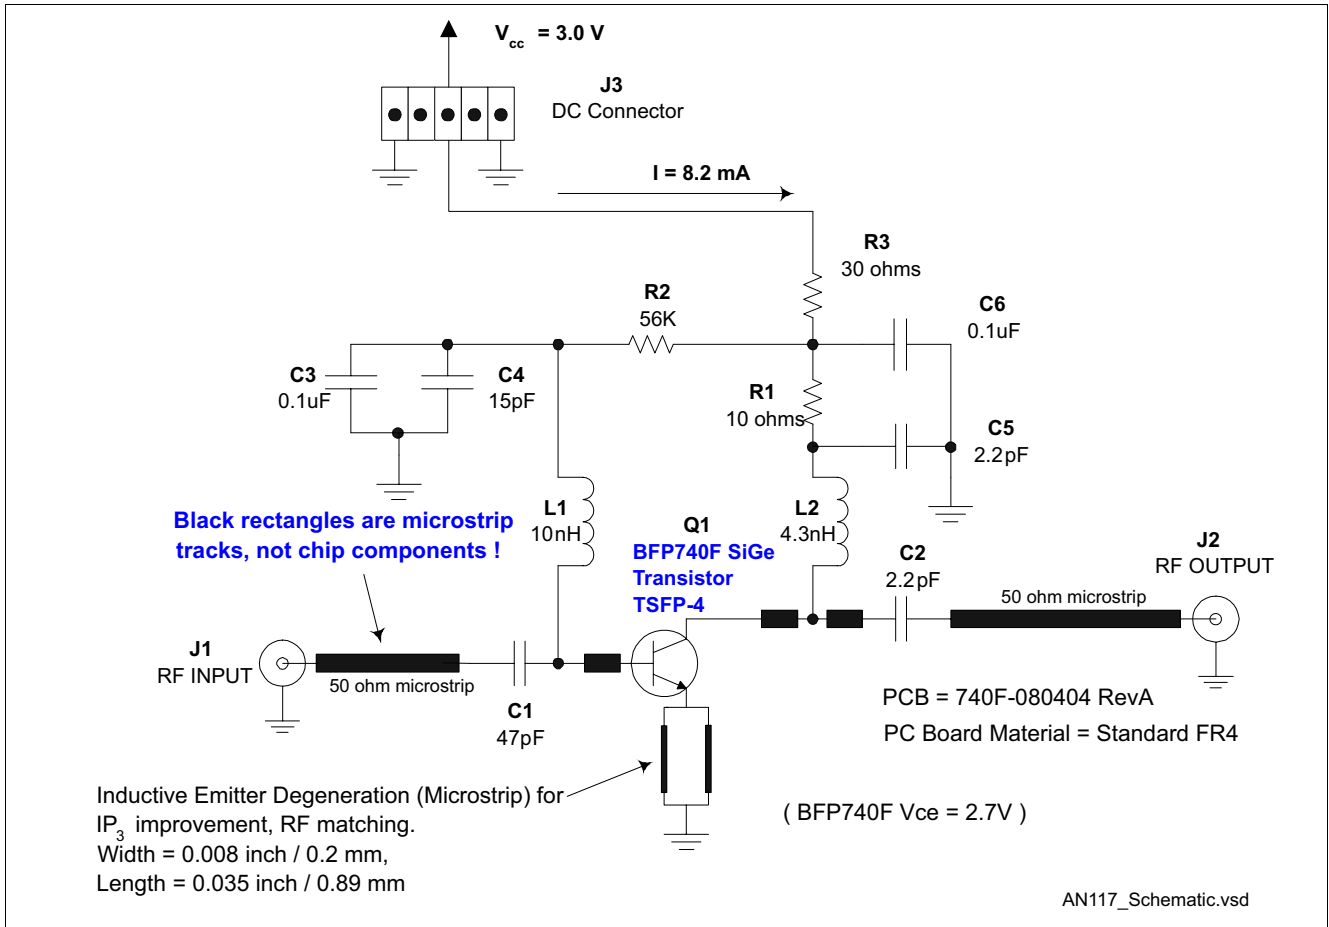 Vcc = 3.0 V
J3
DC Connector
I = 8.2 mA
R3
30 ohms
R2
56K
C6
0.1uF
C3
0.1uF
C4
15pF
R1
10 ohms
C5
2.2pF
L1
10nH
L2
4.3nH
Black rectangles are microstrip
tracks, not chip components !
Q1
BFP740F SiGe
Transistor
TSFP-4
C2
2.2pF
J2
RF OUTPUT
50 ohm microstrip
J1
RF INPUT
50 ohm microstrip
C1
47pF
PCB = 740F-080404 RevA
PC Board Material = Standard FR4
Inductive Emitter Degeneration (Microstrip) for
IP3 improvement, RF matching.
Width = 0.008 inch / 0.2 mm,
Length = 0.035 inch / 0.89 mm
( BFP740F Vce = 2.7V )
AN117_Schematic.vsd